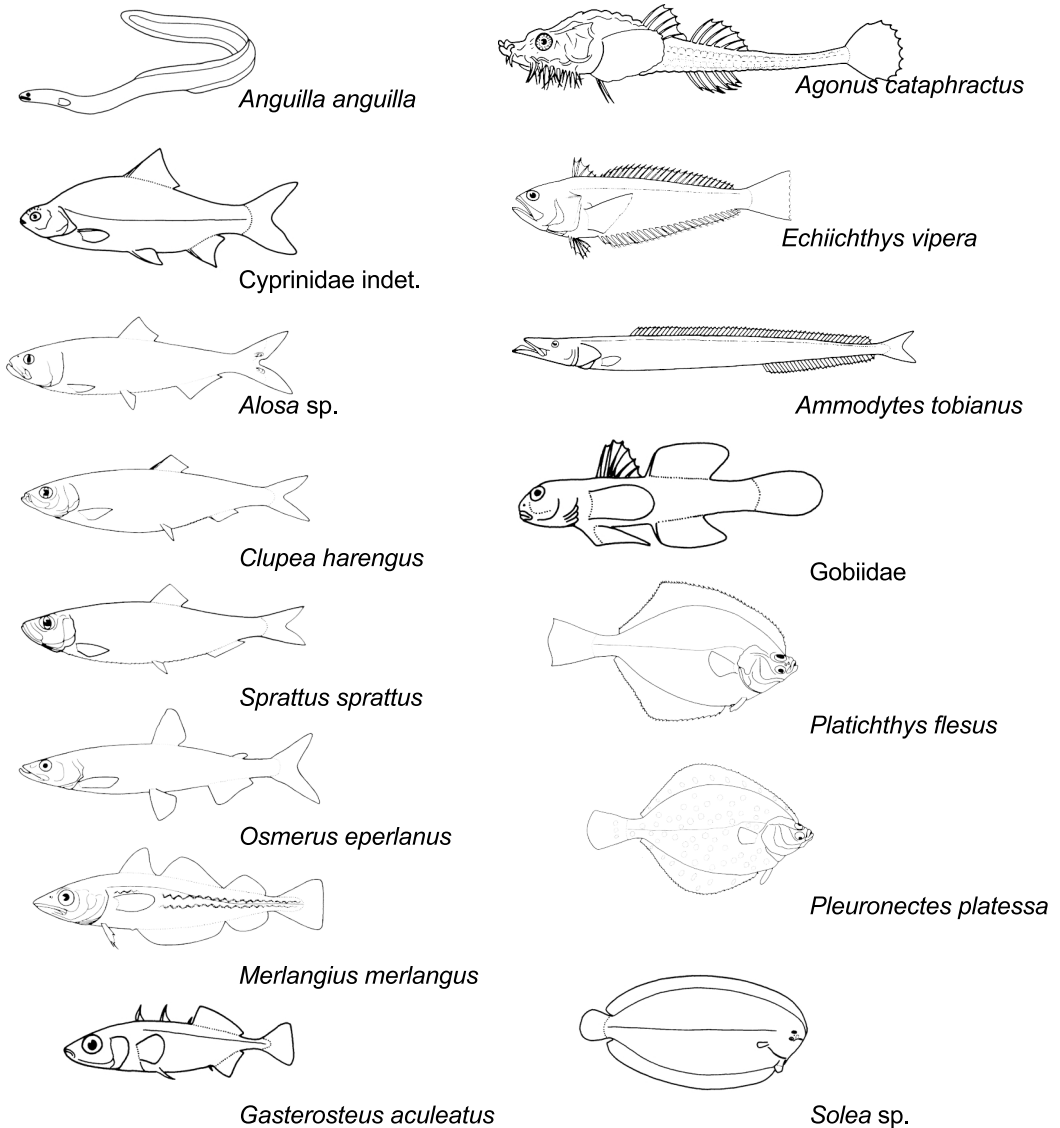 Anguilla anguilla
Agonus cataphractus
Cyprinidae indet.
Echiichthys vipera
Alosa sp.
Ammodytes tobianus
Clupea harengus
Gobiidae
Sprattus sprattus
Platichthys flesus
Osmerus eperlanus
Pleuronectes platessa
Merlangius merlangus
Gasterosteus aculeatus
Solea sp.